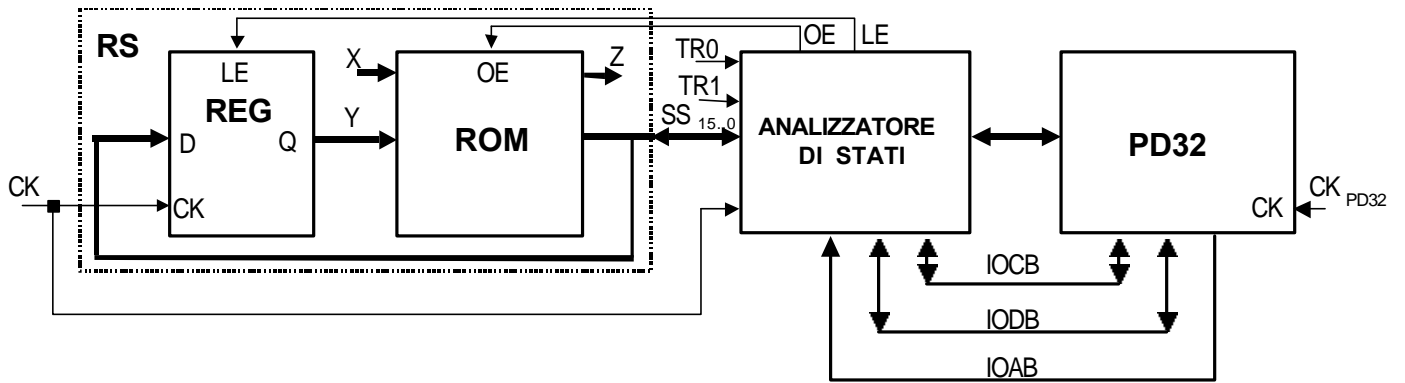 OE LE
RS
TR0
X OE Z
LE
TR1
REG
Y
SS 15..0
ANALIZZATORE
DI STATI
D Q
ROM
PD32
CK
CK
CK
CK PD32
IOCB
IODB
IOAB